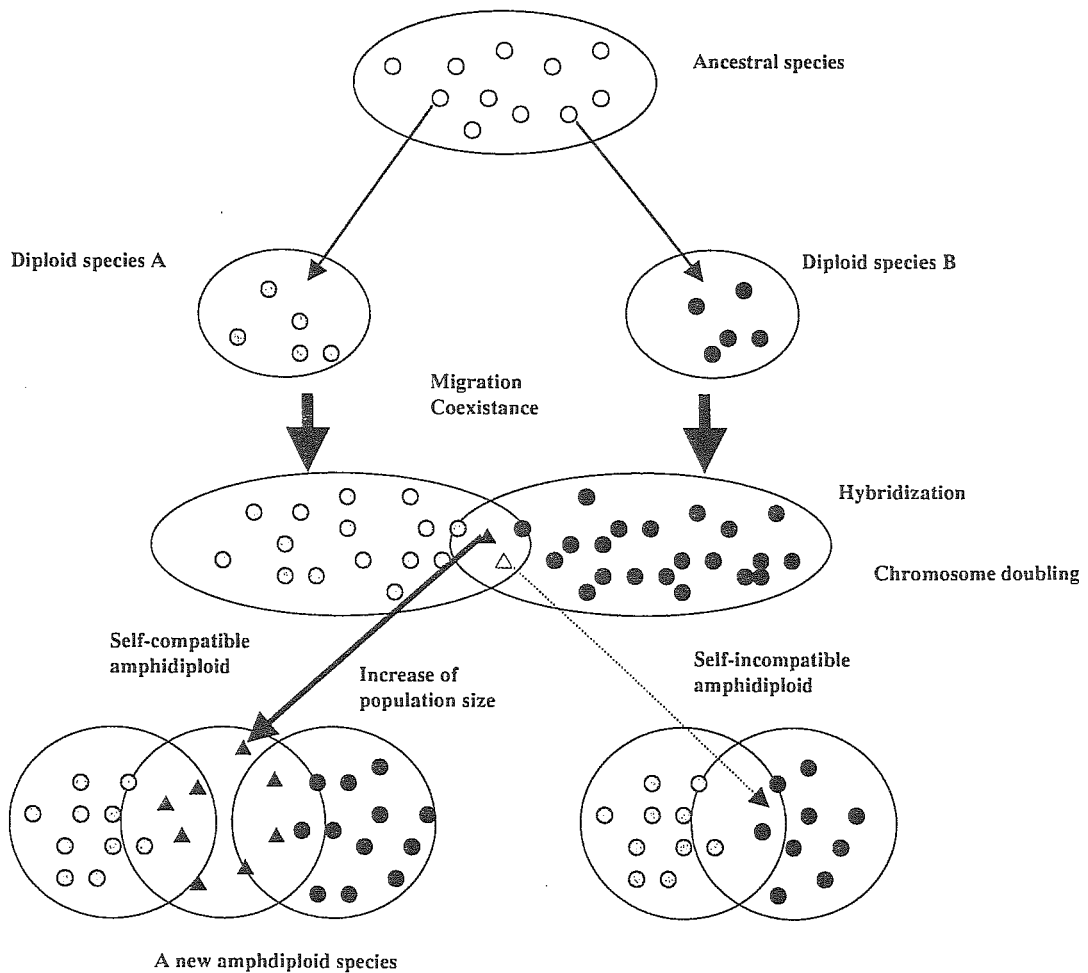 Ancestral species
Diploid species A
Diploid species B
Migration
Coexistance
Hybridization
Chromosome doubling
Self-compatible
amphidiploid
Increase of
population size
Self-incompatible
amphidiploid
A new amphdiploid species